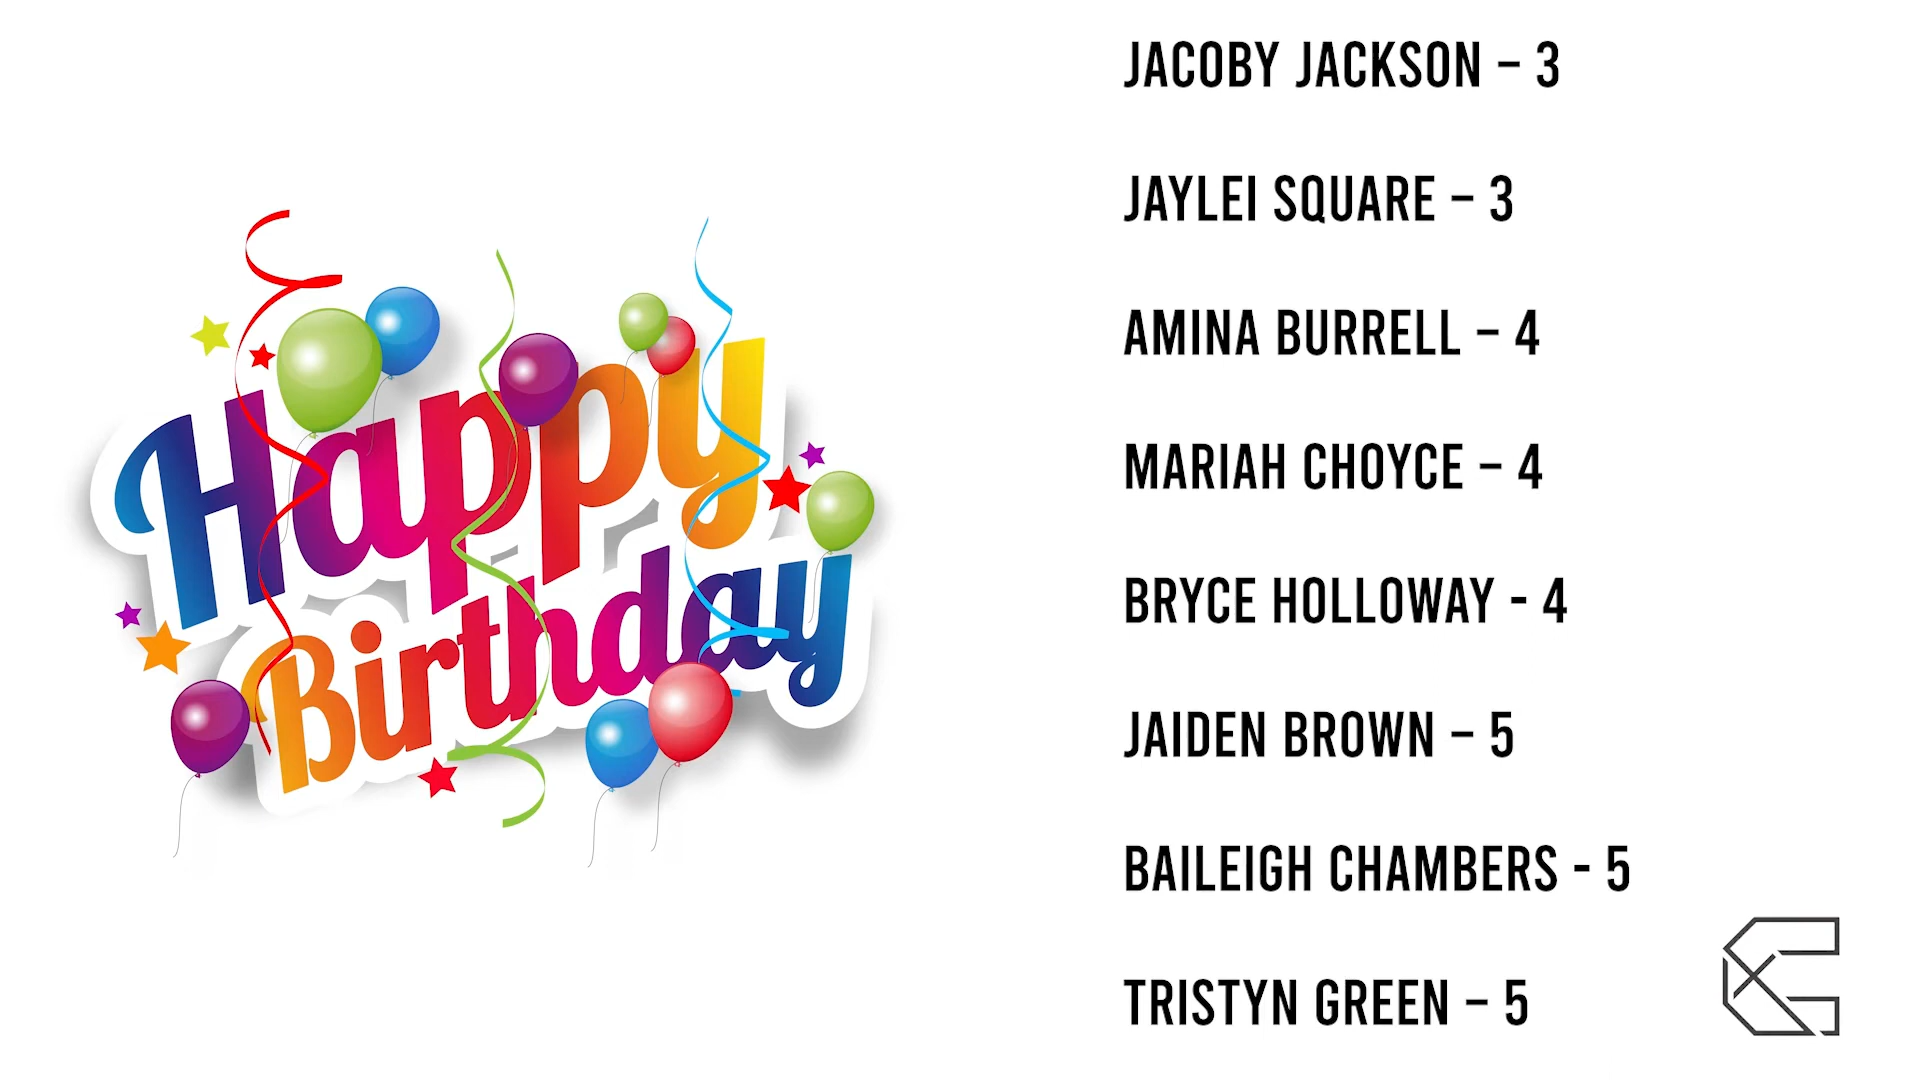 Happy
Birthday
JACOBY JACKSON – 3
JAYLEI SQUARE – 3
AMINA BURRELL – 4
MARIAH CHOYCE – 4
BRYCE HOLLOWAY - 4
JAIDEN BROWN – 5
BAILEIGH CHAMBERS - 5
TRISTYN GREEN – 5